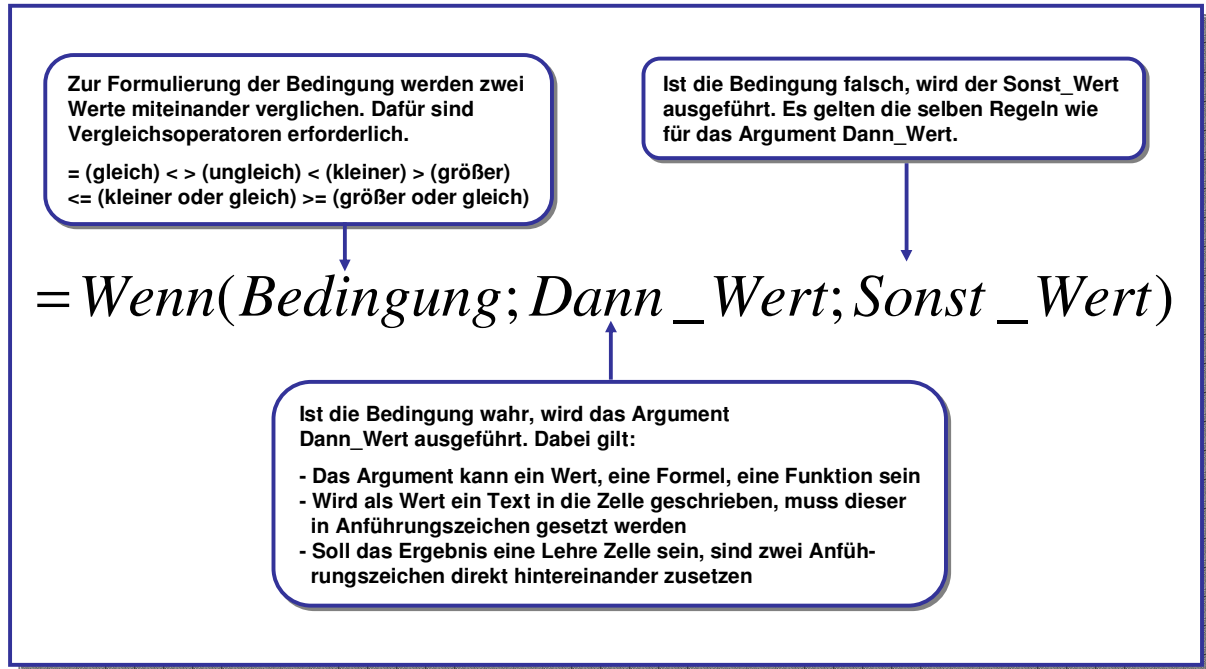 Zur Formulierung der Bedingung werden zwei
Werte miteinander verglichen. Dafür sind
Vergleichsoperatoren erforderlich.
= (gleich) < > (ungleich) < (kleiner) > (größer)
<= (kleiner oder gleich) >= (größer oder gleich)
Ist die Bedingung falsch, wird der Sonst_Wert
ausgeführt. Es gelten die selben Regeln wie
für das Argument Dann_Wert.
=Wenn(Bedingung;Dann_Wert;Sonst_Wert)
Ist die Bedingung wahr, wird das Argument
Dann_Wert ausgeführt. Dabei gilt:
- Das Argument kann ein Wert, eine Formel, eine Funktion sein
- Wird als Wert ein Text in die Zelle geschrieben, muss dieser
in Anführungszeichen gesetzt werden
- Soll das Ergebnis eine Lehre Zelle sein, sind zwei Anfüh-
rungszeichen direkt hintereinander zusetzen